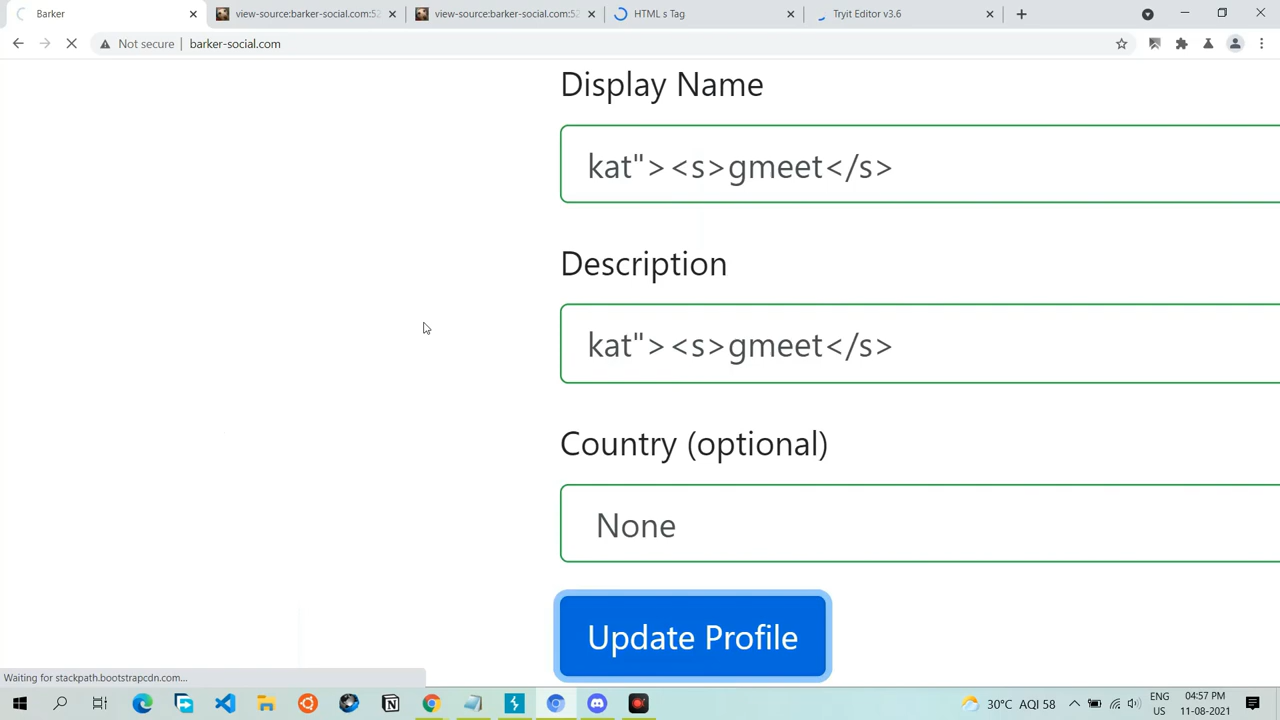 Barker
view-source:barker-social.com:52
view-source:barker-social.com:52
HTML s Tag
Tryit Editor v3.6
Not secure
barker-social.com
Display Name
kat"><s>gmeet</s>
Description
kat"><s>gmeet</s>
Country (optional)
None
Update Profile
Waiting for stackpath.bootstrapcdn.com...
30°C AQI 58
ENG
US
04:57 PM
11-08-2021